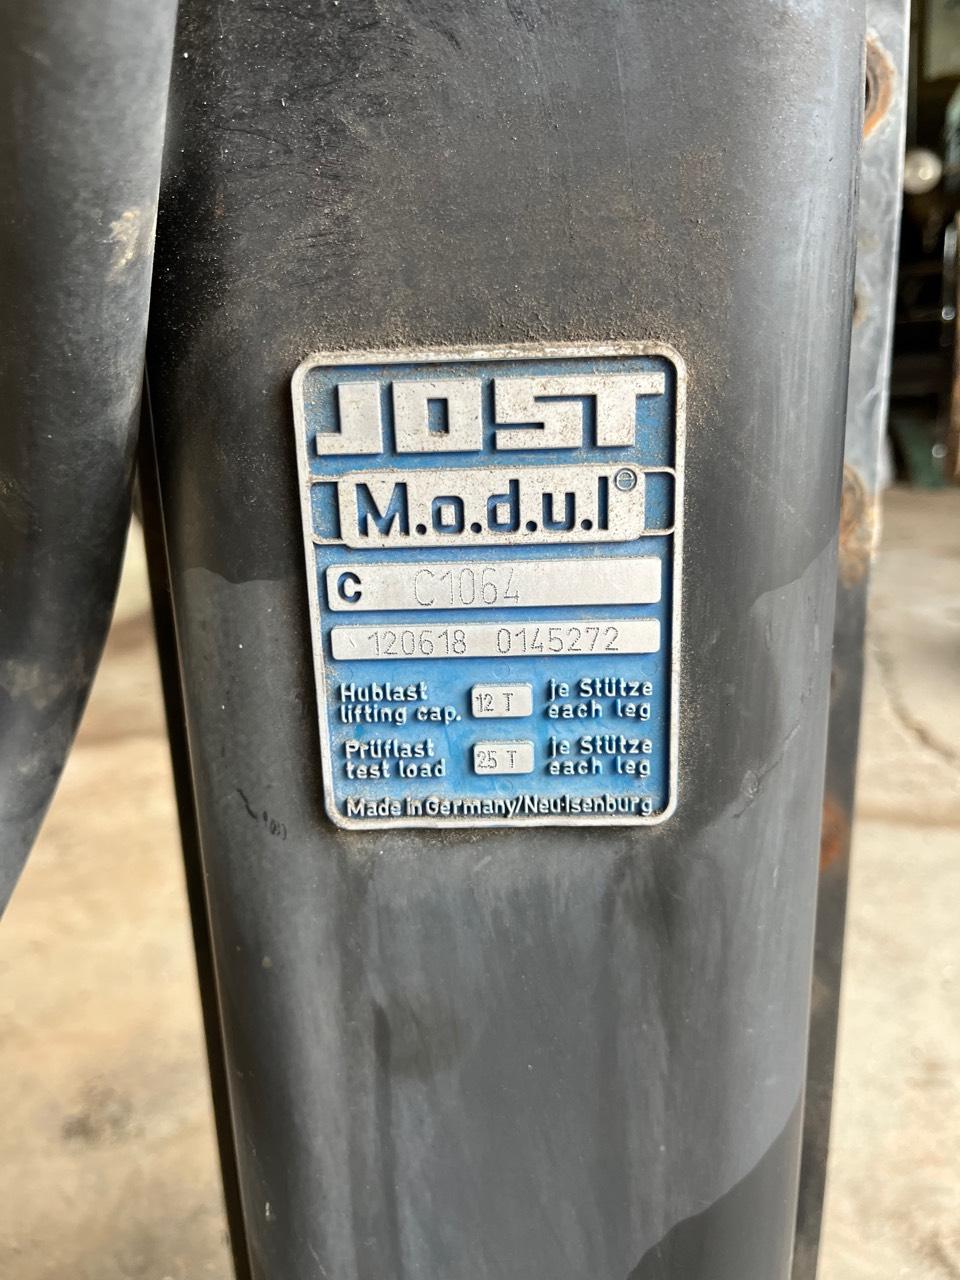 JOST
M.o.d.u.l e
C C1064
120618 0145272
Hublast 12 T je Stütze
lifting cap. each leg
Prüflast 25 T je Stütze
test load each leg
Made in Germany/Neu-Isenburg